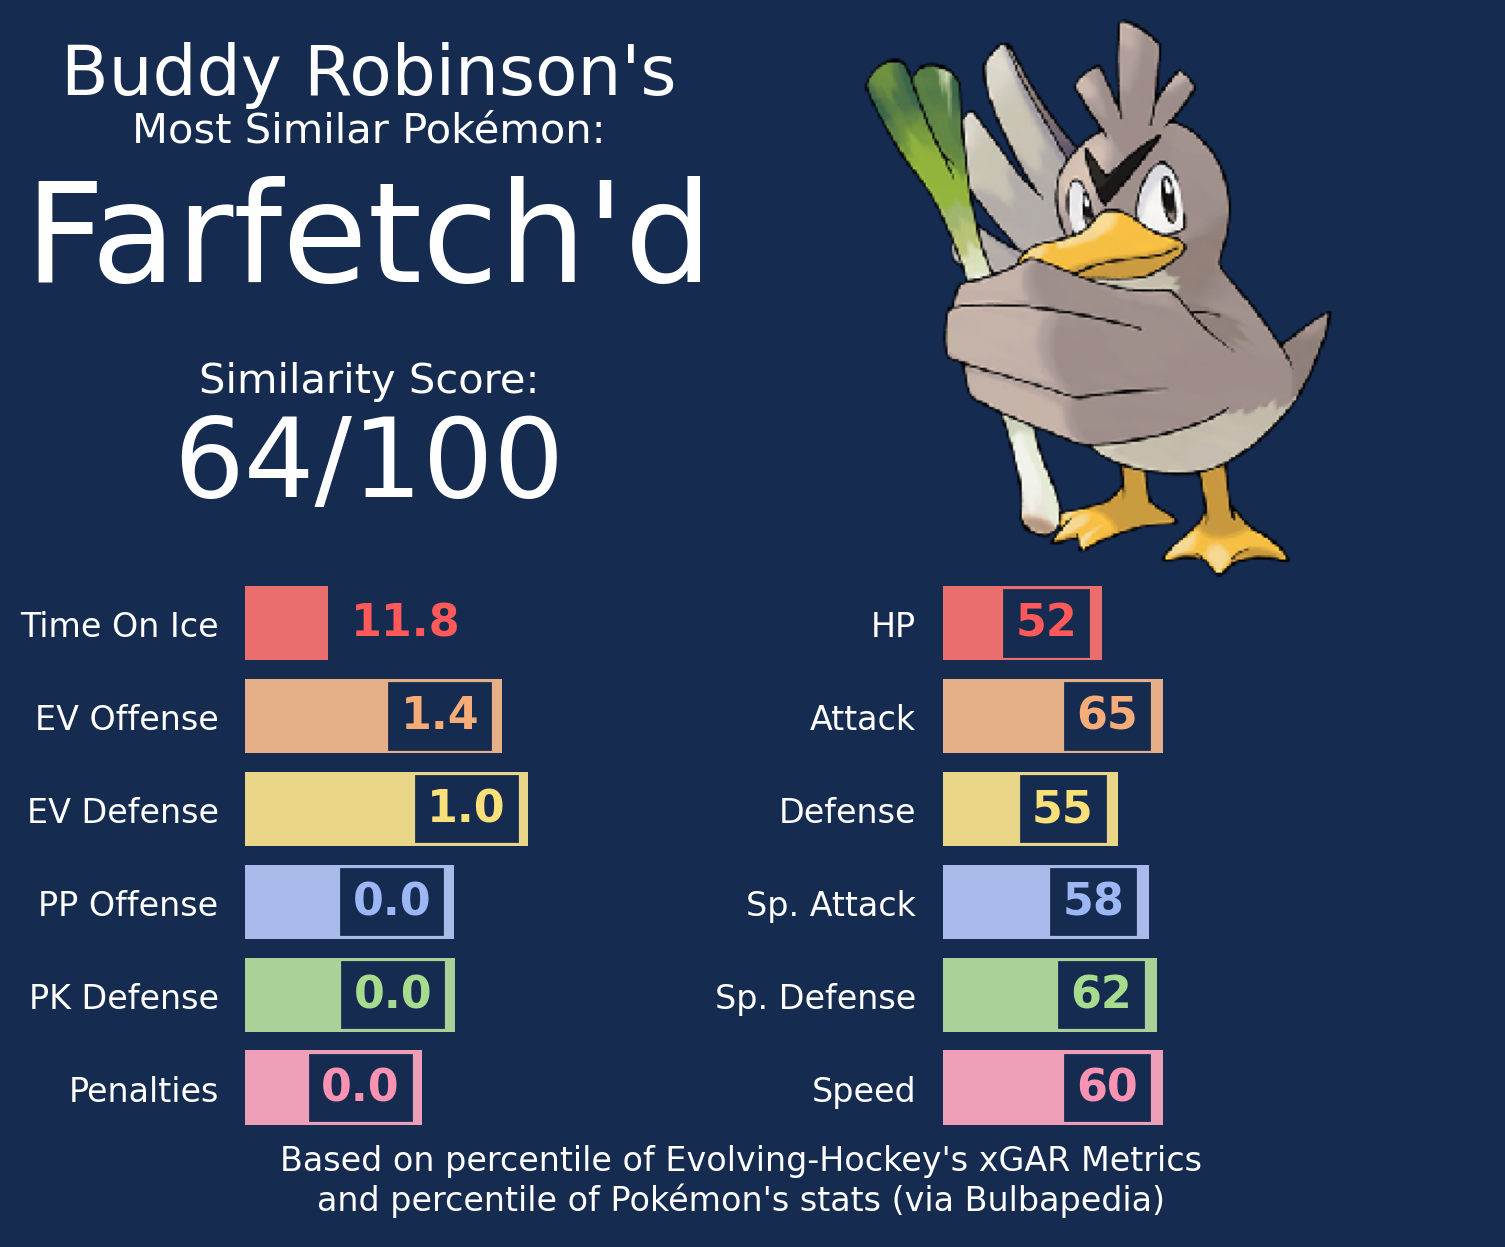 Buddy Robinson's
Most Similar Pokémon:
Farfetch'd
Similarity Score:
64/100
Time On Ice 11.8
EV Offense 1.4
EV Defense 1.0
PP Offense 0.0
PK Defense 0.0
Penalties 0.0
HP 52
Attack 65
Defense 55
Sp. Attack 58
Sp. Defense 62
Speed 60
Based on percentile of Evolving-Hockey's xGAR Metrics
and percentile of Pokémon's stats (via Bulbapedia)